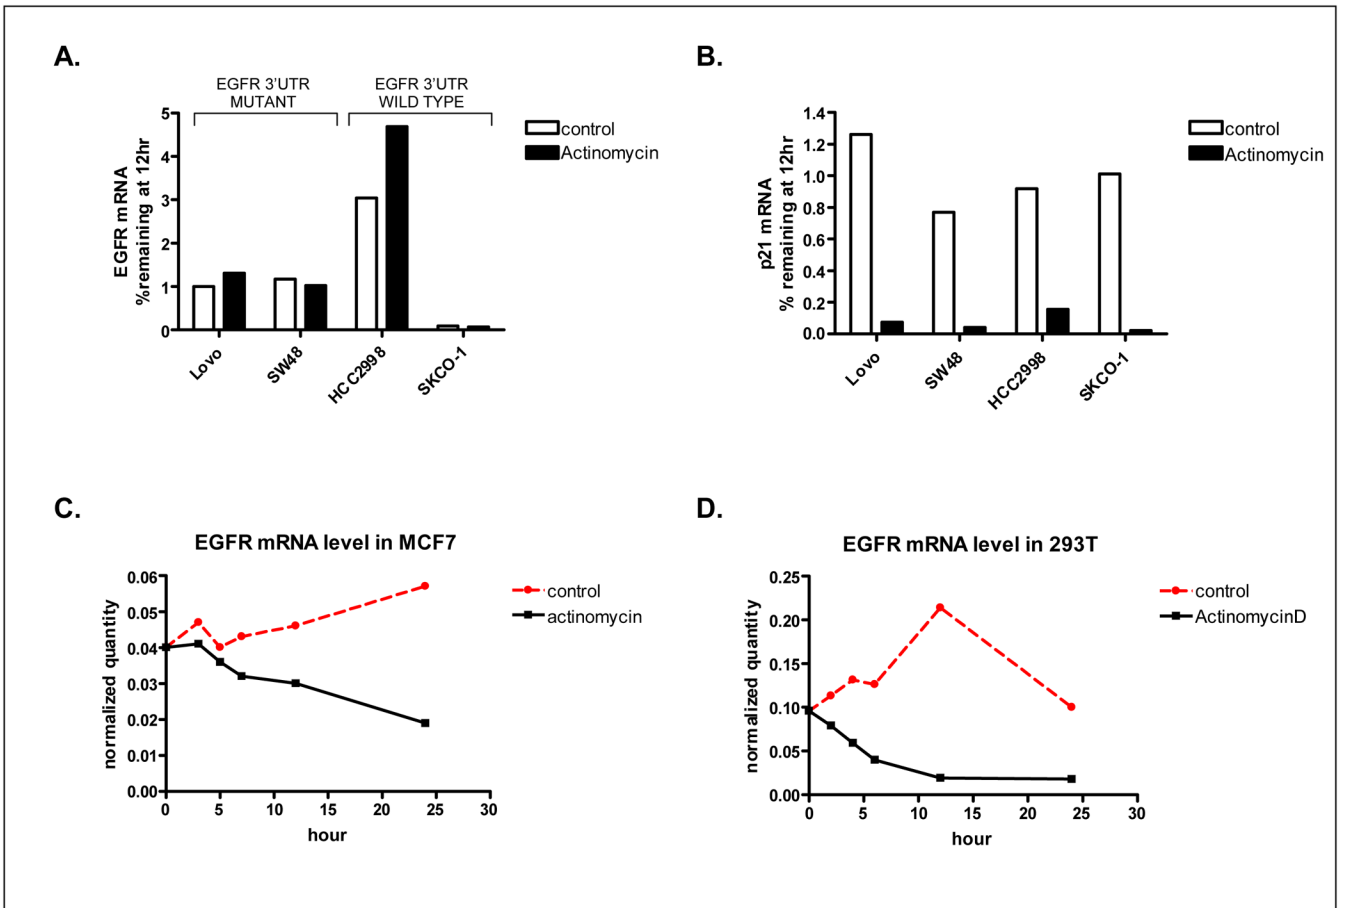 A.
EGFR 3'UTR
MUTANT
EGFR 3'UTR
WILD TYPE
EGFR mRNA
%remaining at 12hr
5
4
3
2
1
0
Lovo
SW48
HCC2998
SKCO-1
control
Actinomycin
B.
p21 mRNA
% remaining at 12hr
1.4
1.2
1.0
0.8
0.6
0.4
0.2
0.0
Lovo
SW48
HCC2998
SKCO-1
control
Actinomycin
C.
EGFR mRNA level in MCF7
normalized quantity
0.06
0.05
0.04
0.03
0.02
0.01
0.00
0 5 10 15 20 25 30
hour
control
actinomycin
D.
EGFR mRNA level in 293T
normalized quantity
0.25
0.20
0.15
0.10
0.05
0.00
0 5 10 15 20 25 30
hour
control
ActinomycinD